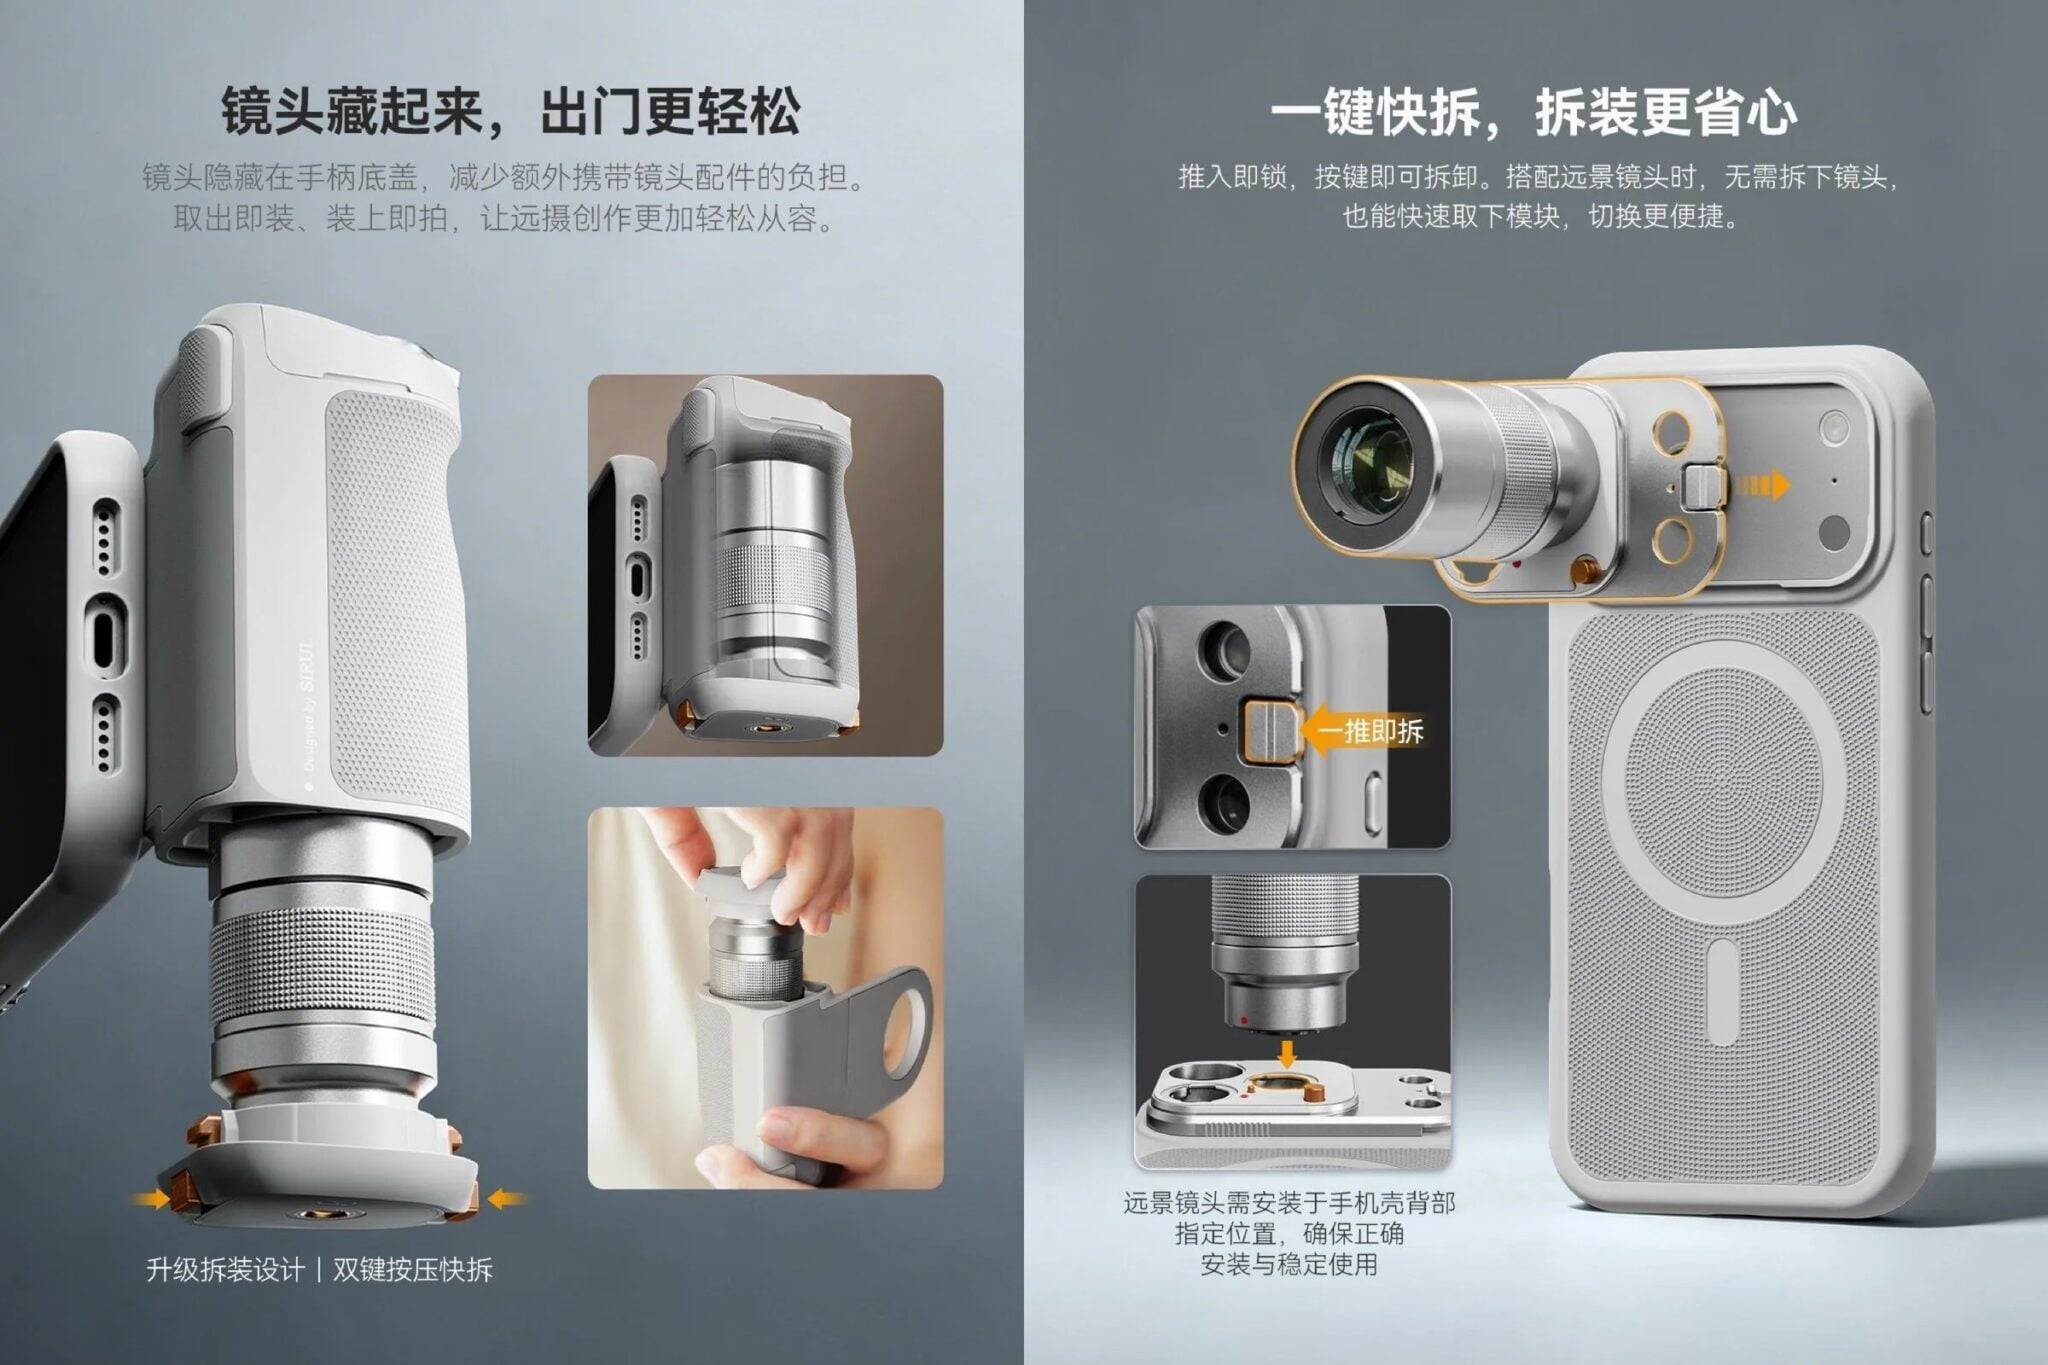 镜头藏起来，出门更轻松
镜头隐藏在手柄底盖，减少额外携带镜头配件的负担。
取出即装、装上即拍，让远摄创作更加轻松从容。
Designed by SIRUI
升级拆装设计｜双键按压快拆
一键快拆，拆装更省心
推入即锁，按键即可拆卸。搭配远景镜头时，无需拆下镜头，
也能快速取下模块，切换更便捷。
一推即拆
远景镜头需安装于手机壳背部
指定位置，确保正确
安装与稳定使用